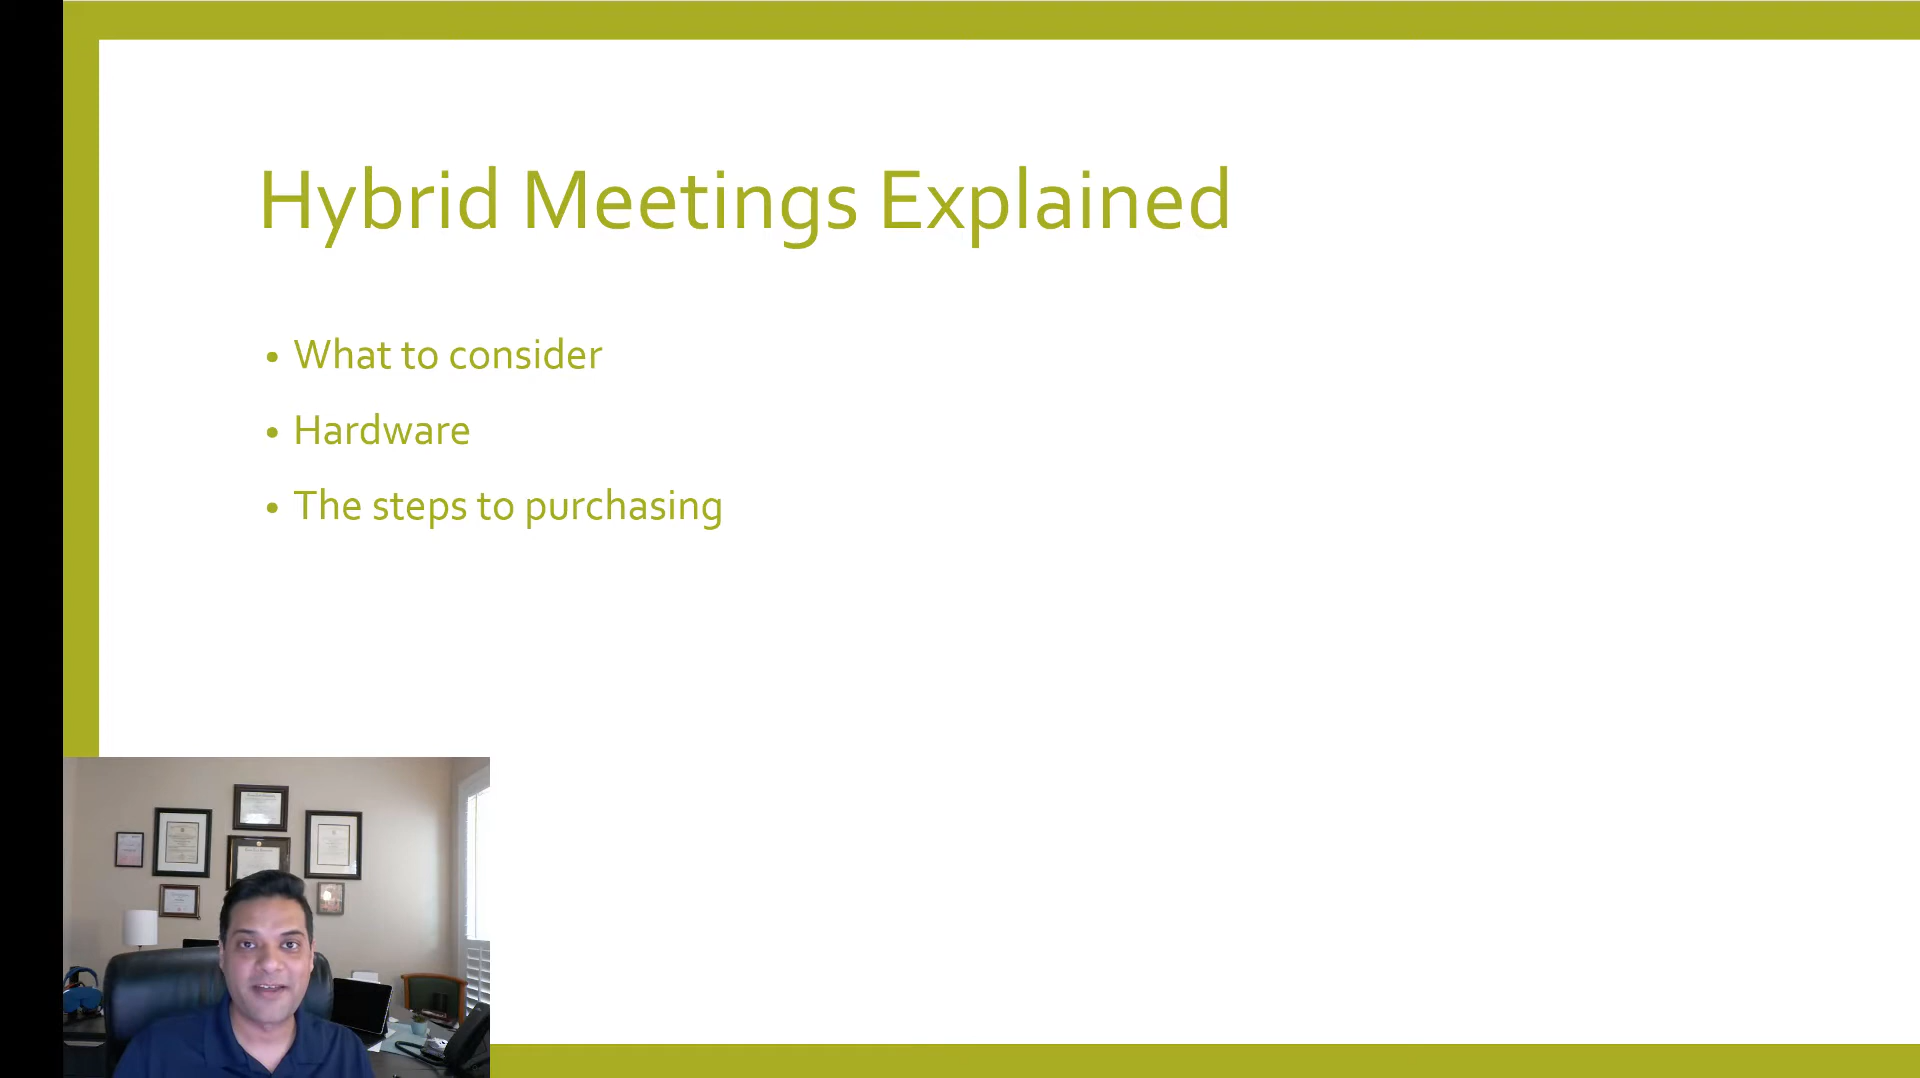 Hybrid Meetings Explained
• What to consider
• Hardware
• The steps to purchasing